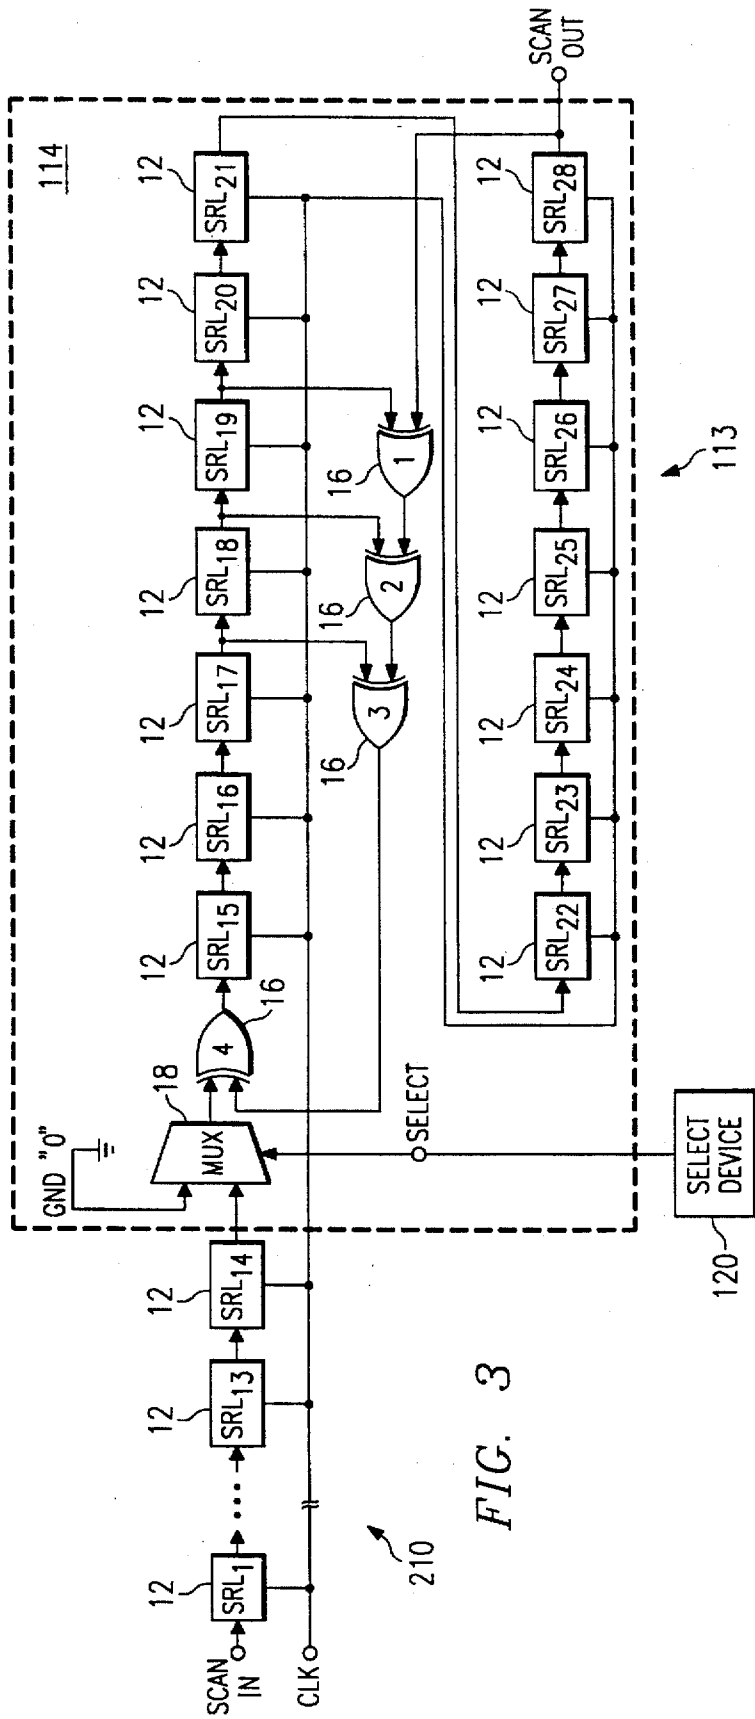 114
12 12 12 12 12 12 12
SRL15 SRL16 SRL17 SRL18 SRL19 SRL20 SRL21
GND "0"
18
MUX
4
16
12 12 12
SRL1 SRL13 SRL14
SCAN IN
CLK
16 16 16
3 2 1
SELECT
SCAN OUT
12 12 12 12 12 12 12
SRL22 SRL23 SRL24 SRL25 SRL26 SRL27 SRL28
210
113
120
SELECT DEVICE
FIG. 3